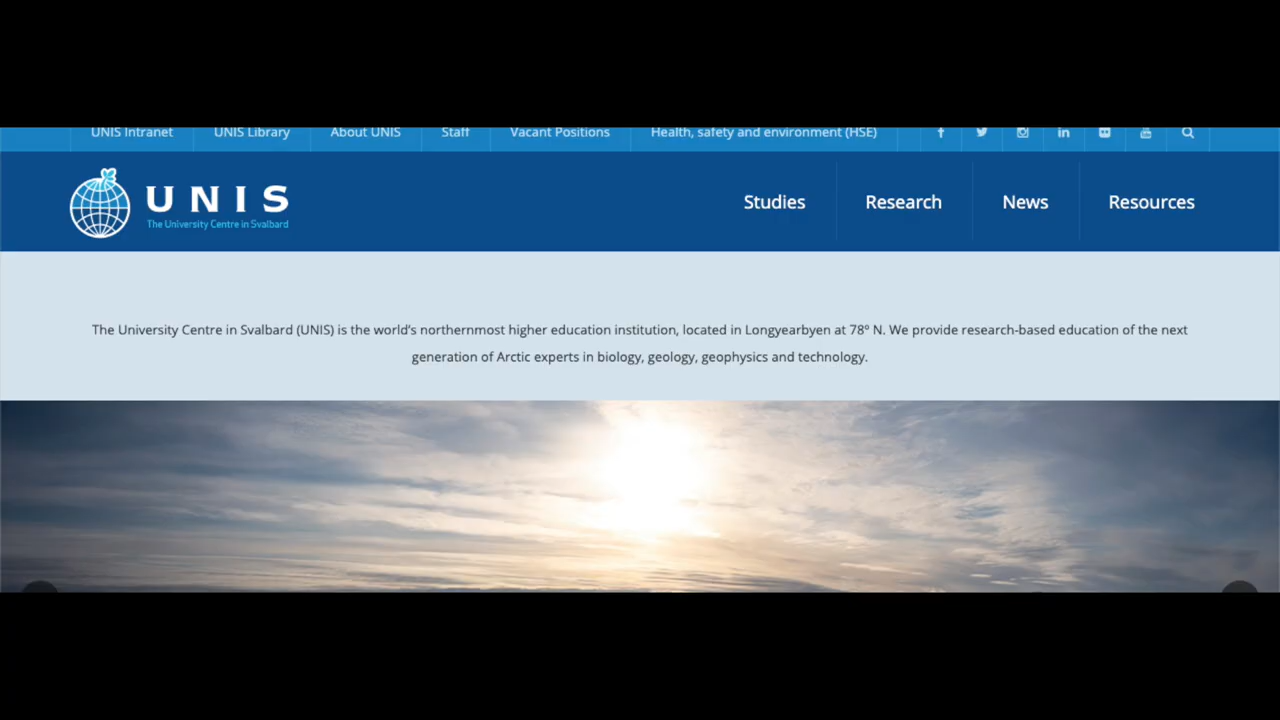 UNIS Intranet UNIS Library About UNIS Staff Vacant Positions Health, safety and environment (HSE)
UNIS
The University Centre in Svalbard
Studies Research News Resources
The University Centre in Svalbard (UNIS) is the world's northernmost higher education institution, located in Longyearbyen at 78° N. We provide research-based education of the next
generation of Arctic experts in biology, geology, geophysics and technology.